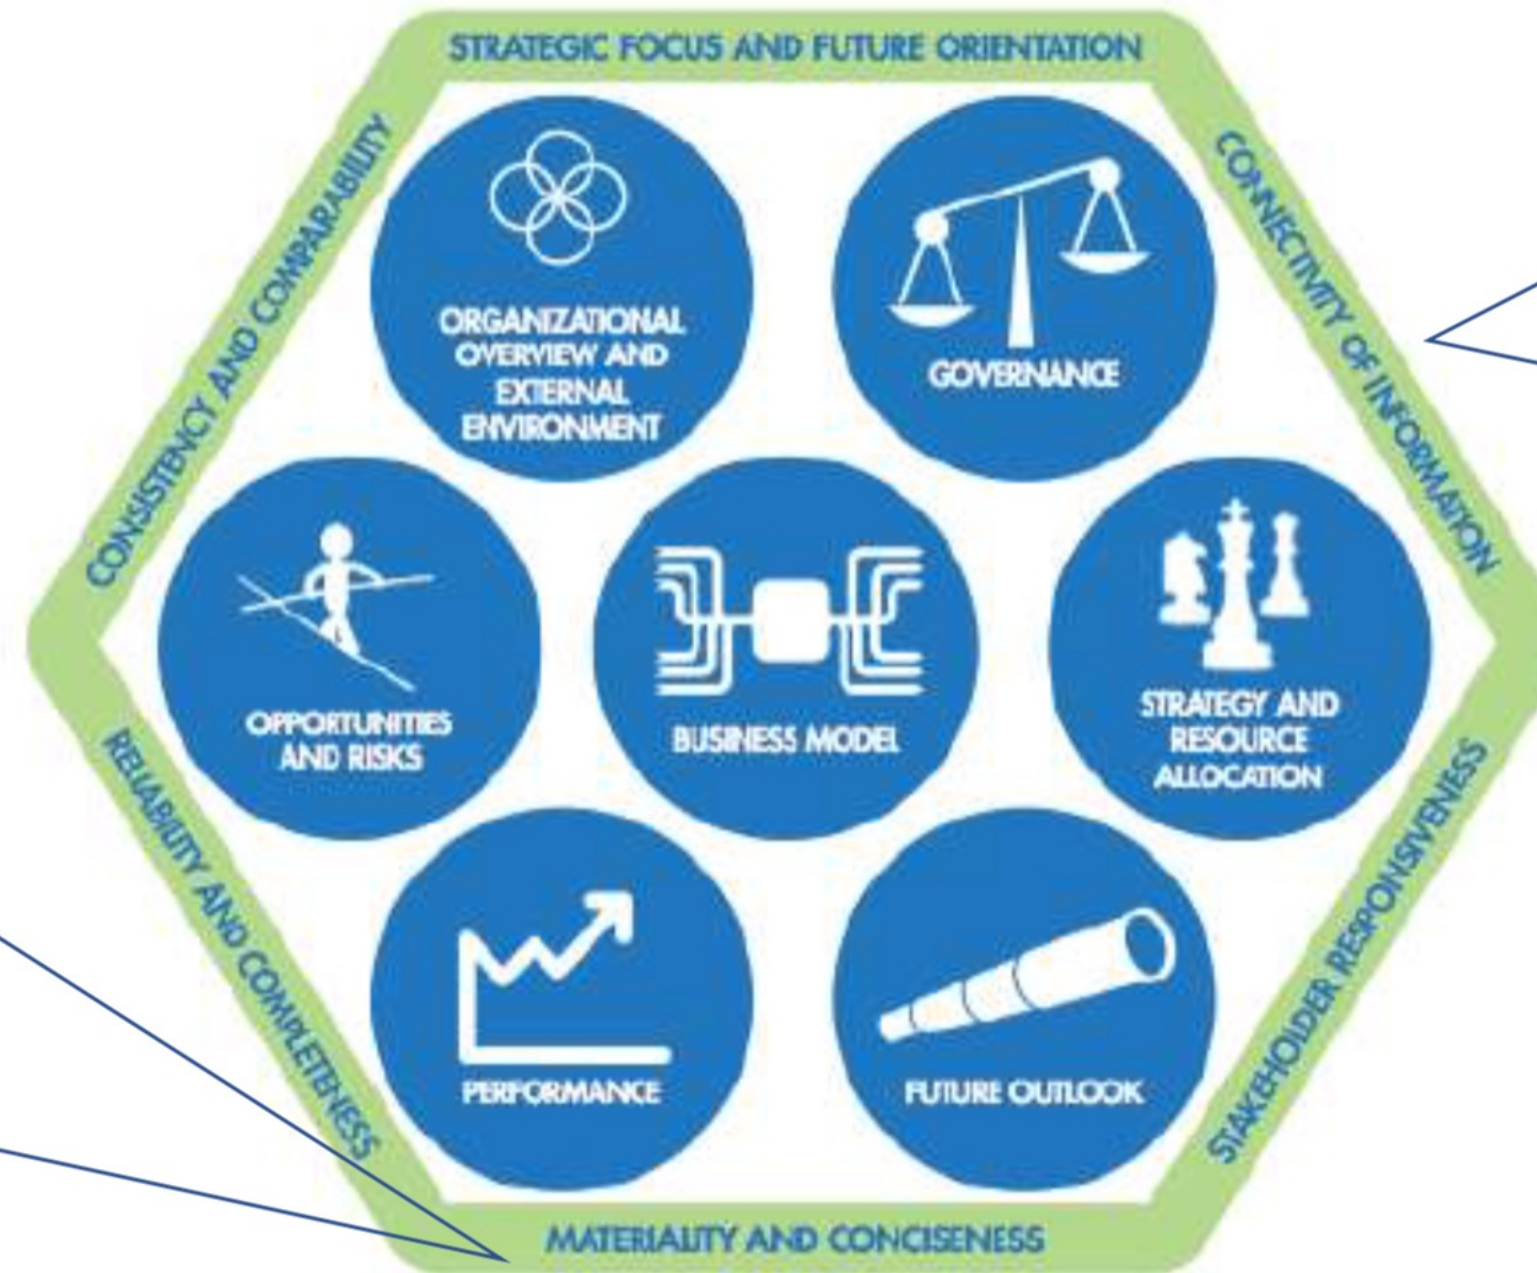 STRATEGIC FOCUS AND FUTURE ORIENTATION
CONSISTENCY AND COMPARABILITY
CONNECTIVITY OF INFORMATION
ORGANIZATIONAL
OVERVIEW AND
EXTERNAL
ENVIRONMENT
GOVERNANCE
OPPORTUNITIES
AND RISKS
BUSINESS MODEL
STRATEGY AND
RESOURCE
ALLOCATION
RELIABILITY AND COMPLETENESS
STAKEHOLDER RESPONSIVENESS
PERFORMANCE
FUTURE OUTLOOK
MATERIALITY AND CONCISENESS